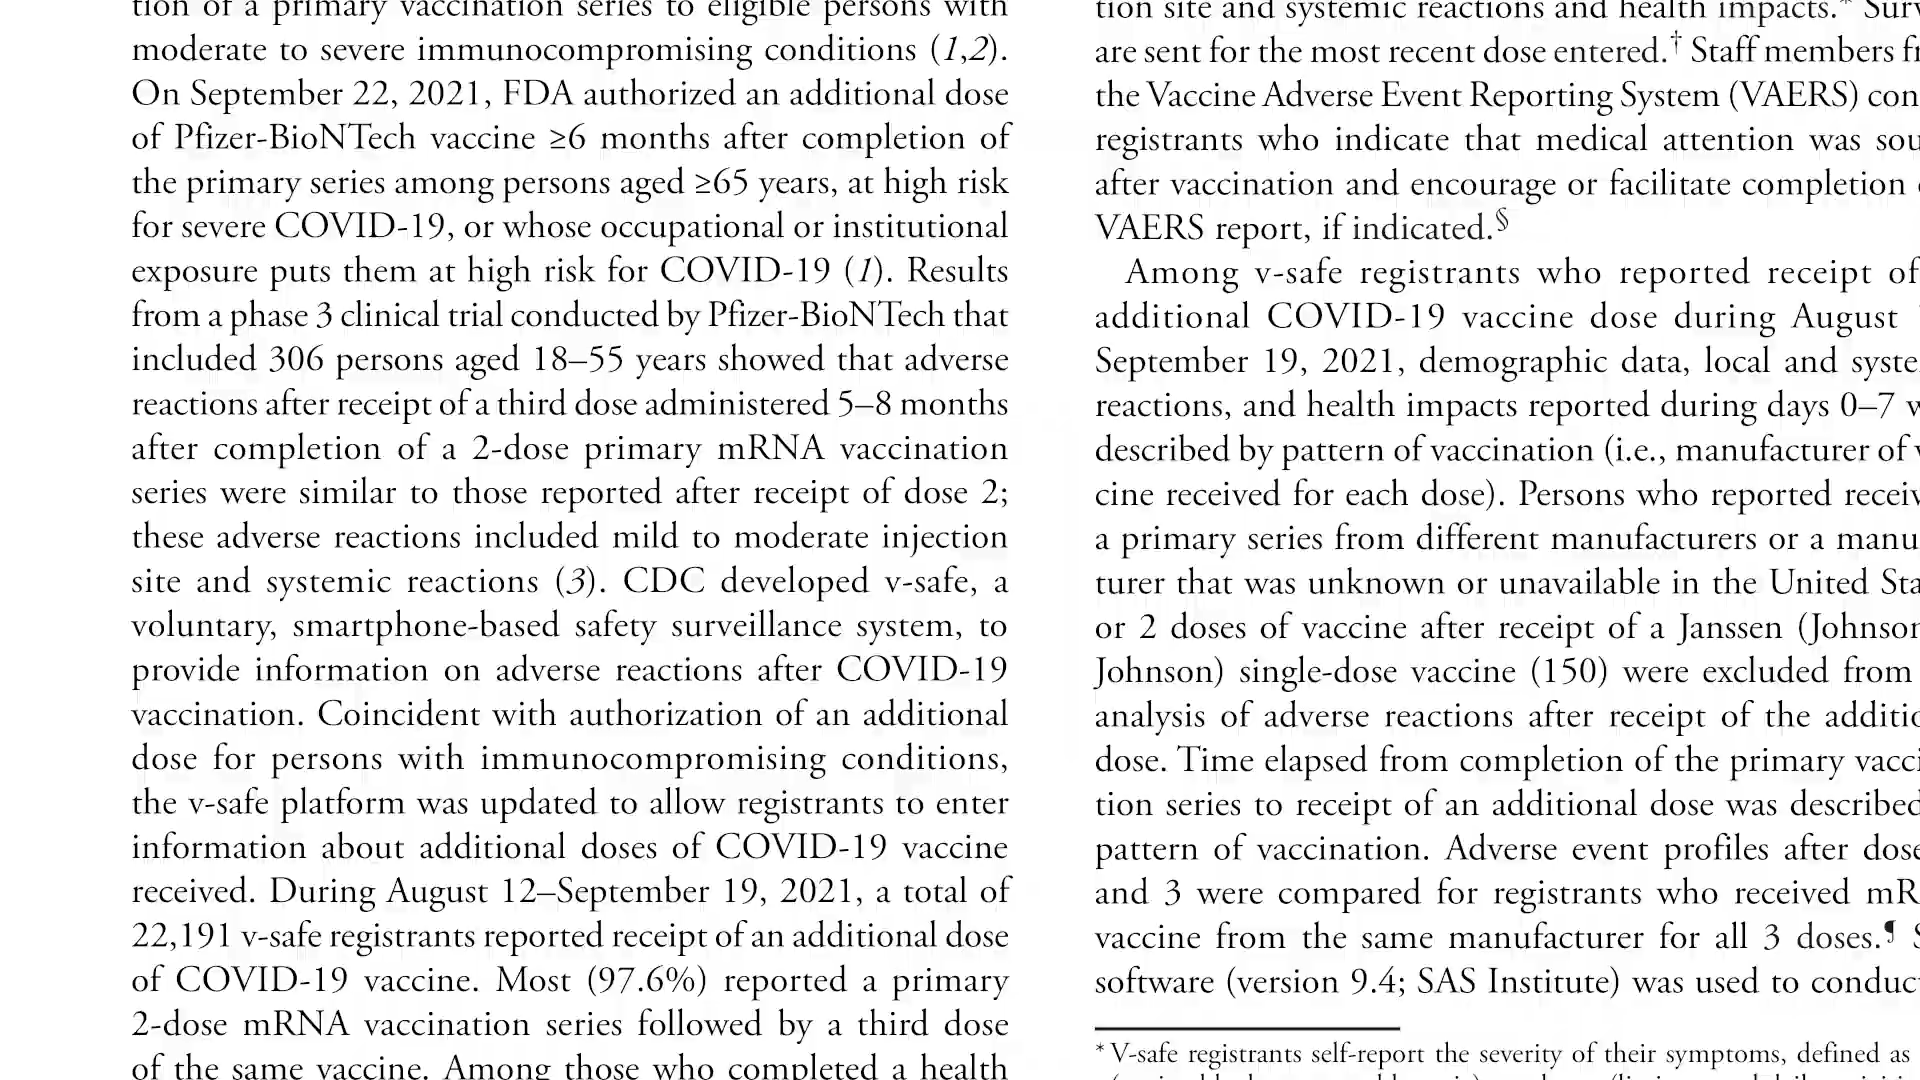 tion of a primary vaccination series to eligible persons with
moderate to severe immunocompromising conditions (1,2).
On September 22, 2021, FDA authorized an additional dose
of Pfizer-BioNTech vaccine ≥6 months after completion of
the primary series among persons aged ≥65 years, at high risk
for severe COVID-19, or whose occupational or institutional
exposure puts them at high risk for COVID-19 (1). Results
from a phase 3 clinical trial conducted by Pfizer-BioNTech that
included 306 persons aged 18–55 years showed that adverse
reactions after receipt of a third dose administered 5–8 months
after completion of a 2-dose primary mRNA vaccination
series were similar to those reported after receipt of dose 2;
these adverse reactions included mild to moderate injection
site and systemic reactions (3). CDC developed v-safe, a
voluntary, smartphone-based safety surveillance system, to
provide information on adverse reactions after COVID-19
vaccination. Coincident with authorization of an additional
dose for persons with immunocompromising conditions,
the v-safe platform was updated to allow registrants to enter
information about additional doses of COVID-19 vaccine
received. During August 12–September 19, 2021, a total of
22,191 v-safe registrants reported receipt of an additional dose
of COVID-19 vaccine. Most (97.6%) reported a primary
2-dose mRNA vaccination series followed by a third dose
of the same vaccine. Among those who completed a health
tion site and systemic reactions and health impacts.* Surv
are sent for the most recent dose entered.† Staff members fr
the Vaccine Adverse Event Reporting System (VAERS) con
registrants who indicate that medical attention was sou
after vaccination and encourage or facilitate completion
VAERS report, if indicated.§
Among v-safe registrants who reported receipt of
additional COVID-19 vaccine dose during August
September 19, 2021, demographic data, local and syste
reactions, and health impacts reported during days 0–7 w
described by pattern of vaccination (i.e., manufacturer of v
cine received for each dose). Persons who reported receiv
a primary series from different manufacturers or a manu
turer that was unknown or unavailable in the United Sta
or 2 doses of vaccine after receipt of a Janssen (Johnson
Johnson) single-dose vaccine (150) were excluded from
analysis of adverse reactions after receipt of the additio
dose. Time elapsed from completion of the primary vacci
tion series to receipt of an additional dose was described
pattern of vaccination. Adverse event profiles after dose
and 3 were compared for registrants who received mR
vaccine from the same manufacturer for all 3 doses.¶ S
software (version 9.4; SAS Institute) was used to conduc
* V-safe registrants self-report the severity of their symptoms, defined as